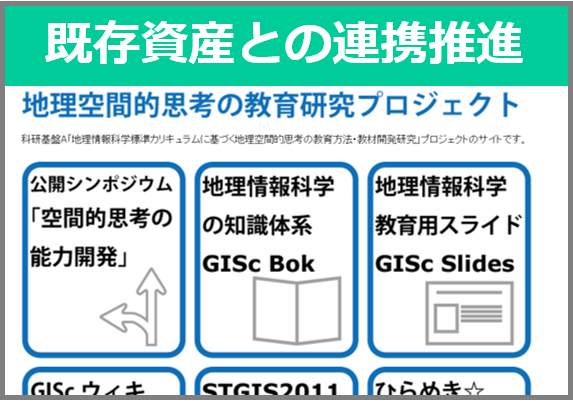 既存資産との連携推進
地理空間的思考の教育研究プロジェクト
科研基盤A「地理情報科学標準カリキュラムに基づく地理空間的思考の教育方法・教材開発研究」プロジェクトのサイトです。
公開シンポジウム
「空間的思考の
能力開発」
地理情報科学
の知識体系
GISc Bok
地理情報科学
教育用スライド
GISc Slides
GISc ウィキ
STGIS2011
ひらめき☆